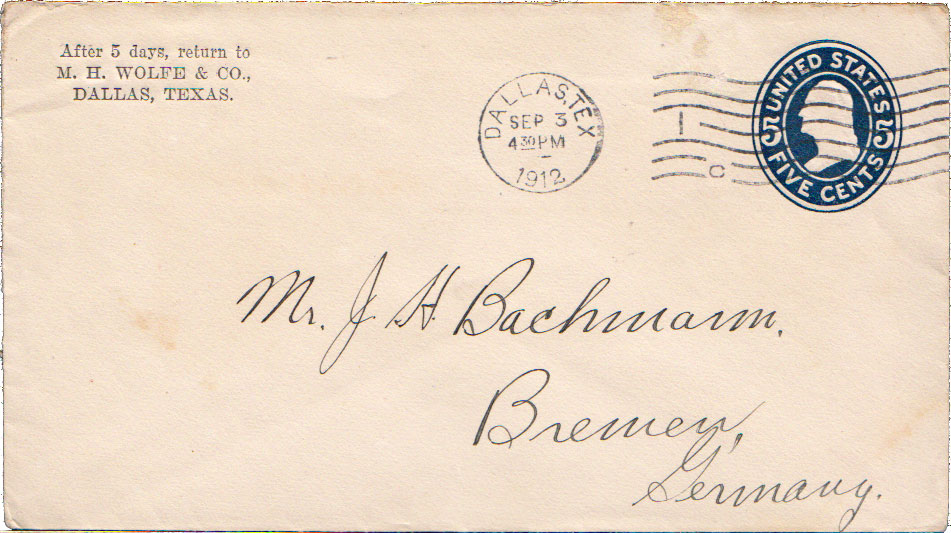 After 5 days, return to
M. H. WOLFE & CO.,
DALLAS, TEXAS.
DALLAS, TEX
SEP 3
4 30 PM
1912
1
C
UNITED STATES
5 5
FIVE CENTS
Mr. J. H. Bachmann,
Bremen,
Germany.